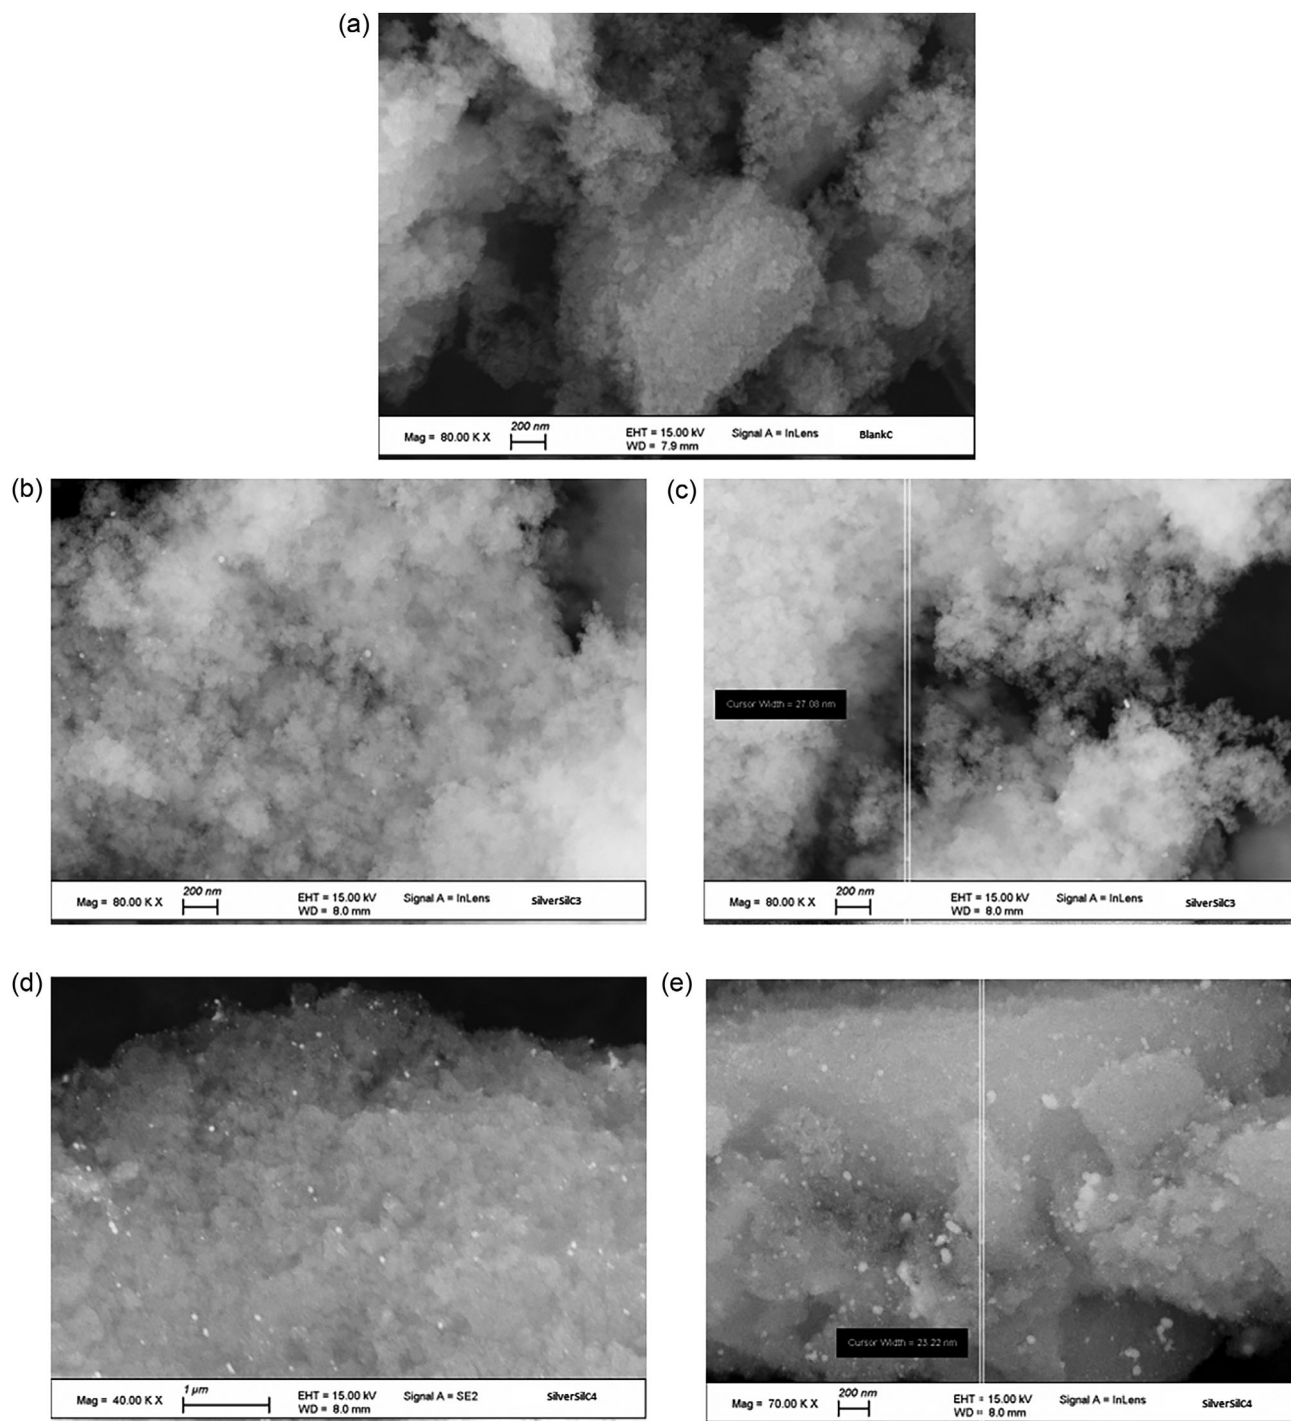 (a)
Mag = 80.00 K X
200 nm
EHT = 15.00 kV
WD = 7.9 mm
Signal A = InLens
BlankC
(b)
Mag = 80.00 K X
200 nm
EHT = 15.00 kV
WD = 8.0 mm
Signal A = InLens
SilverSilC3
(c)
Cursor Width = 27.08 nm
Mag = 80.00 K X
200 nm
EHT = 15.00 kV
WD = 8.0 mm
Signal A = InLens
SilverSilC3
(d)
Mag = 40.00 K X
1 µm
EHT = 15.00 kV
WD = 8.0 mm
Signal A = SE2
SilverSilC4
(e)
Cursor Width = 23.22 nm
Mag = 70.00 K X
200 nm
EHT = 15.00 kV
WD = 8.0 mm
Signal A = InLens
SilverSilC4